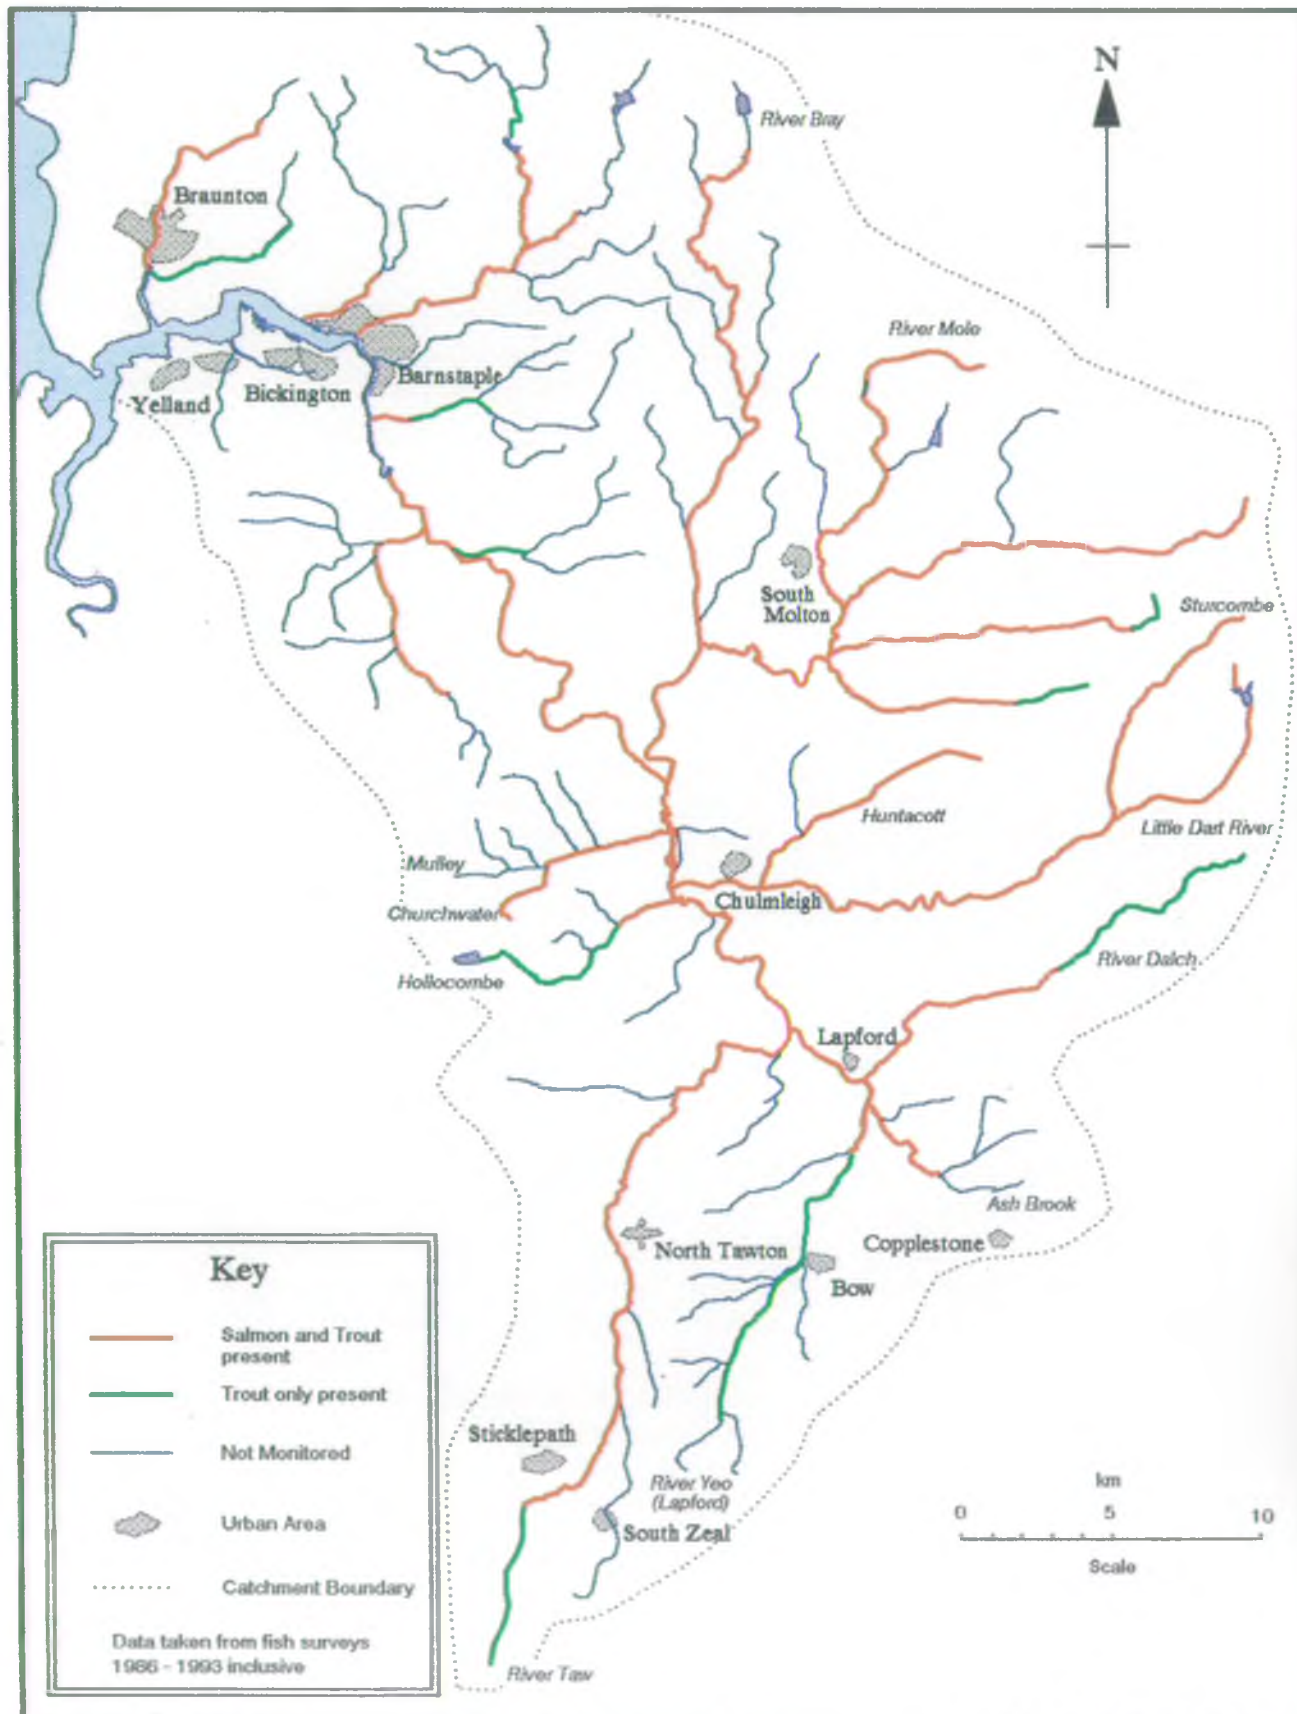 N
River Bray
Braunton
River Mole
Barnstaple
Bickington
Yelland
South
Molton
Sturcombe
Huntacott
Little Dart River
Mulley
Chulmleigh
Churchwater
River Dalch
Hollocombe
Lapford
Ash Brook
Copplestone
North Tawton
Bow
Key
Salmon and Trout
present
Trout only present
Not Monitored
Urban Area
Catchment Boundary
Data taken from fish surveys
1986 - 1993 inclusive
Sticklepath
River Yeo
(Lapford)
South Zeal
River Taw
km
0 5 10
Scale